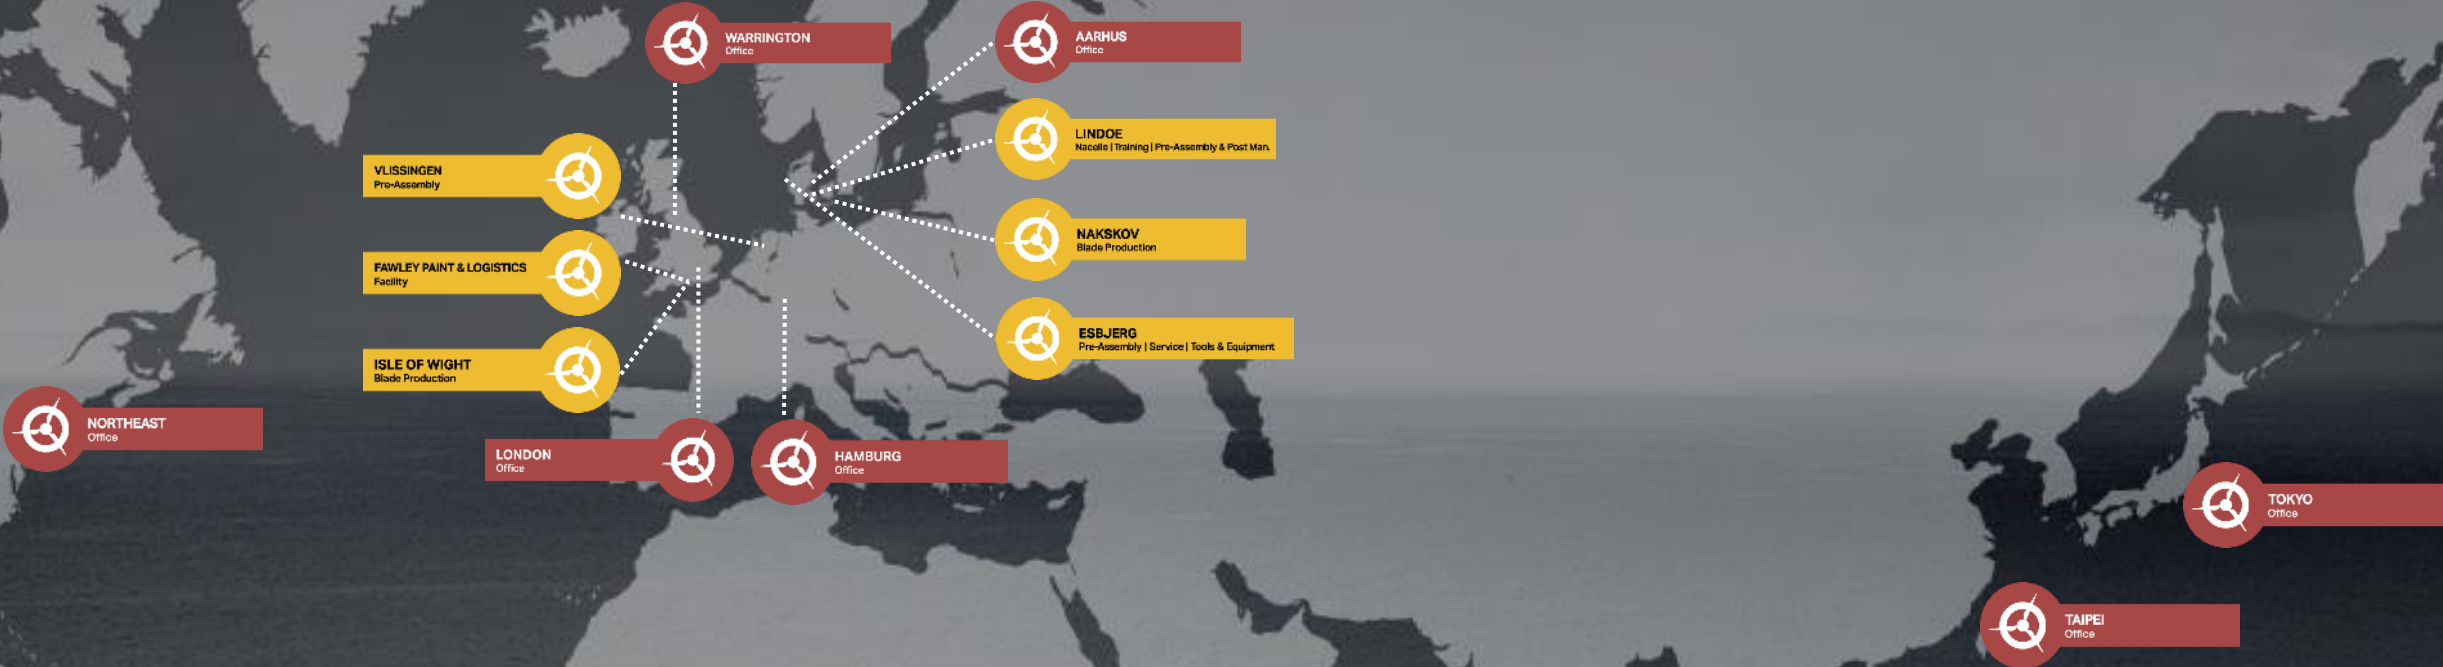 WARRINGTON
Office
AARHUS
Office
LINDOE
Nacelle | Training | Pre-Assembly & Post Man.
VLISSINGEN
Pre-Assembly
NAKSKOV
Blade Production
FAWLEY PAINT & LOGISTICS
Facility
ESBJERG
Pre-Assembly | Service | Tools & Equipment
ISLE OF WIGHT
Blade Production
NORTHEAST
Office
LONDON
Office
HAMBURG
Office
TOKYO
Office
TAIPEI
Office